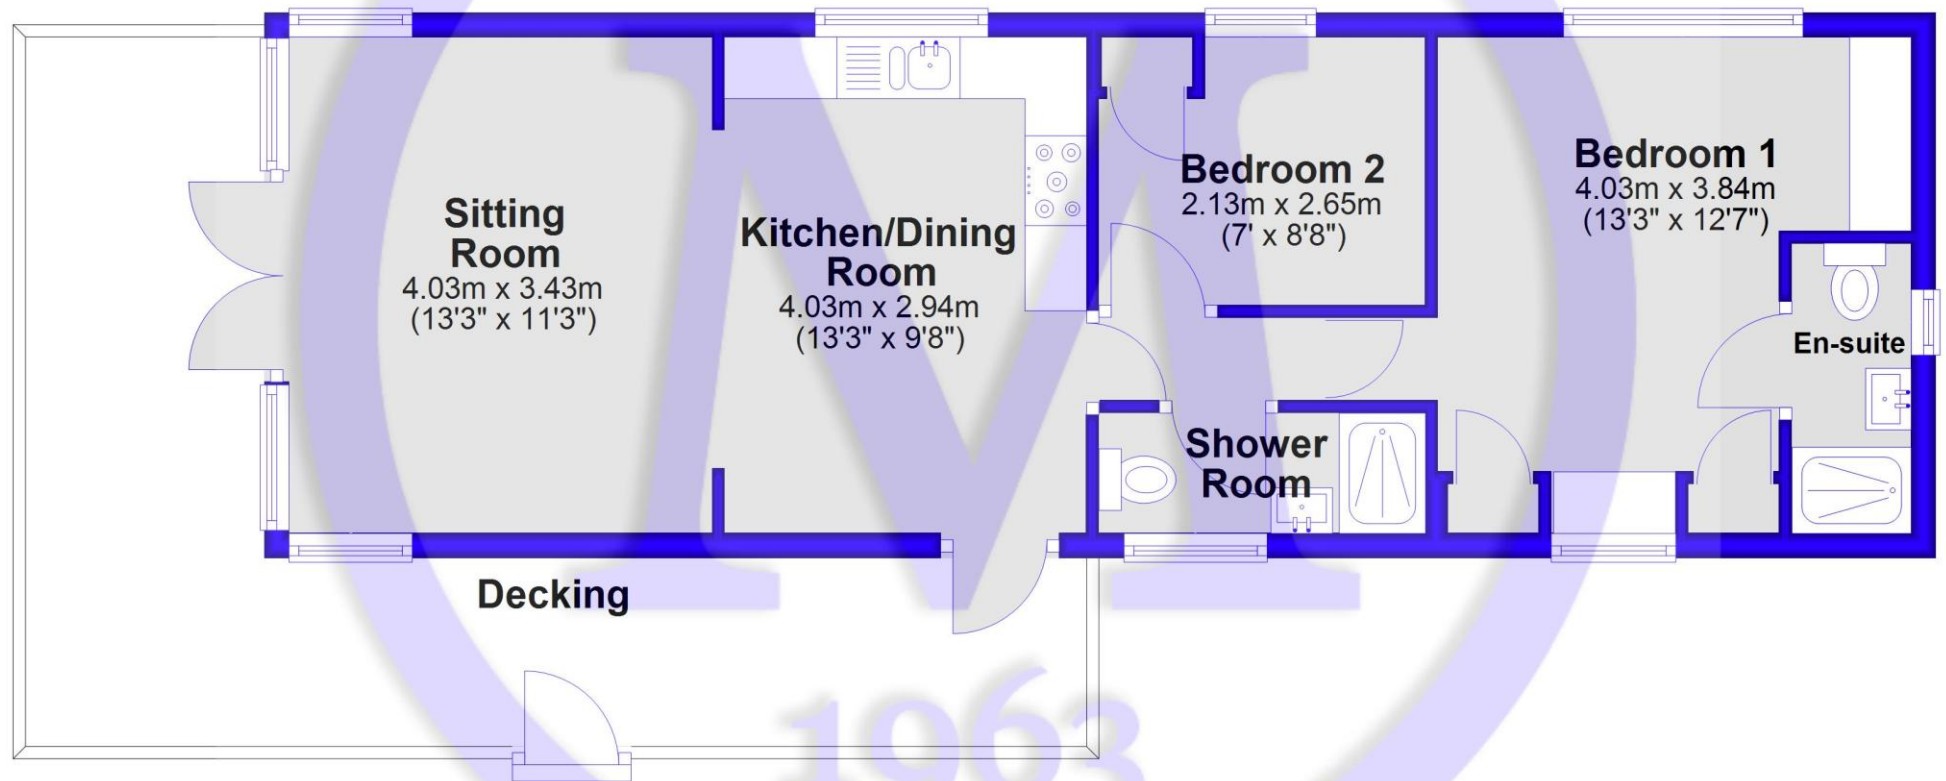 Sitting
Room
4.03m x 3.43m
(13'3" x 11'3")
Kitchen/Dining
Room
4.03m x 2.94m
(13'3" x 9'8")
Bedroom 2
2.13m x 2.65m
(7' x 8'8")
Bedroom 1
4.03m x 3.84m
(13'3" x 12'7")
En-suite
Shower
Room
Decking
M
1963